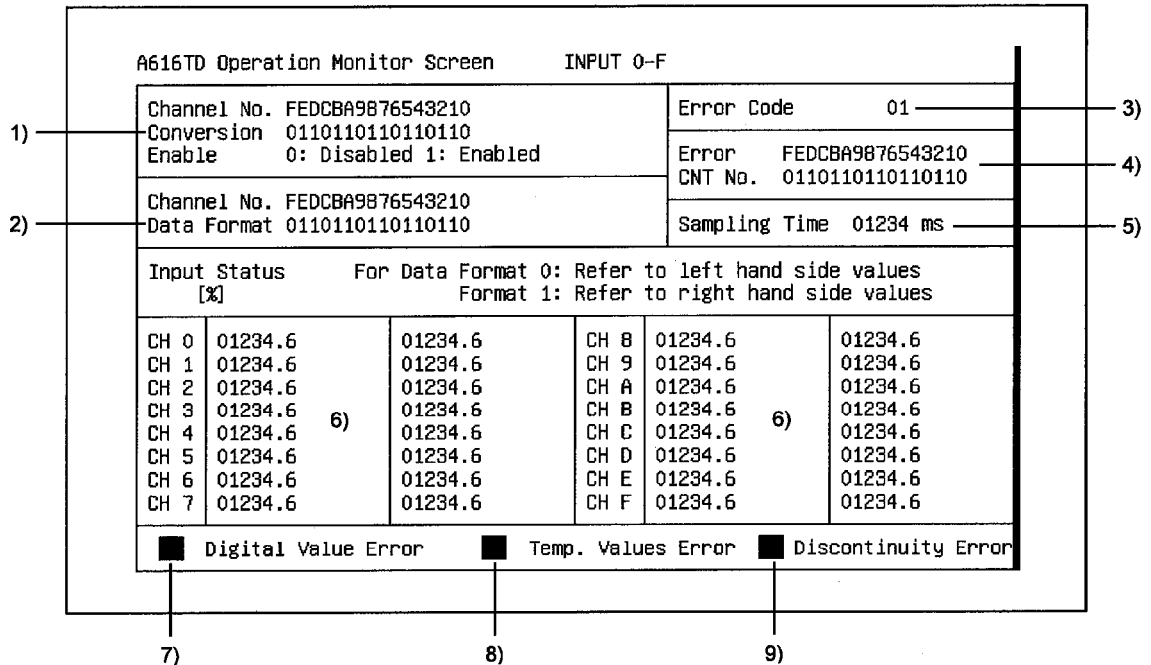 A616TD Operation Monitor Screen INPUT 0-F
Channel No. FEDCBA9876543210
1) Conversion 0110110110110110
Enable 0: Disabled 1: Enabled
Error Code 01 3)
Error FEDCBA9876543210 4)
CNT No. 0110110110110110
Channel No. FEDCBA9876543210
2) Data Format 0110110110110110
Sampling Time 01234 ms 5)
Input Status For Data Format 0: Refer to left hand side values
[%] Format 1: Refer to right hand side values
CH 0 01234.6 01234.6 CH 8 01234.6 01234.6
CH 1 01234.6 01234.6 CH 9 01234.6 01234.6
CH 2 01234.6 01234.6 CH A 01234.6 01234.6
CH 3 01234.6 6) 01234.6 CH B 01234.6 6) 01234.6
CH 4 01234.6 01234.6 CH C 01234.6 01234.6
CH 5 01234.6 01234.6 CH D 01234.6 01234.6
CH 6 01234.6 01234.6 CH E 01234.6 01234.6
CH 7 01234.6 01234.6 CH F 01234.6 01234.6
Digital Value Error Temp. Values Error Discontinuity Error
7) 8) 9)